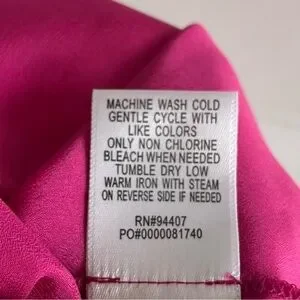 MACHINE WASH COLD
GENTLE CYCLE WITH
LIKE COLORS
ONLY NON CHLORINE
BLEACH WHEN NEEDED
TUMBLE DRY LOW
WARM IRON WITH STEAM
ON REVERSE SIDE IF NEEDED
RN#94407
PO#0000081740